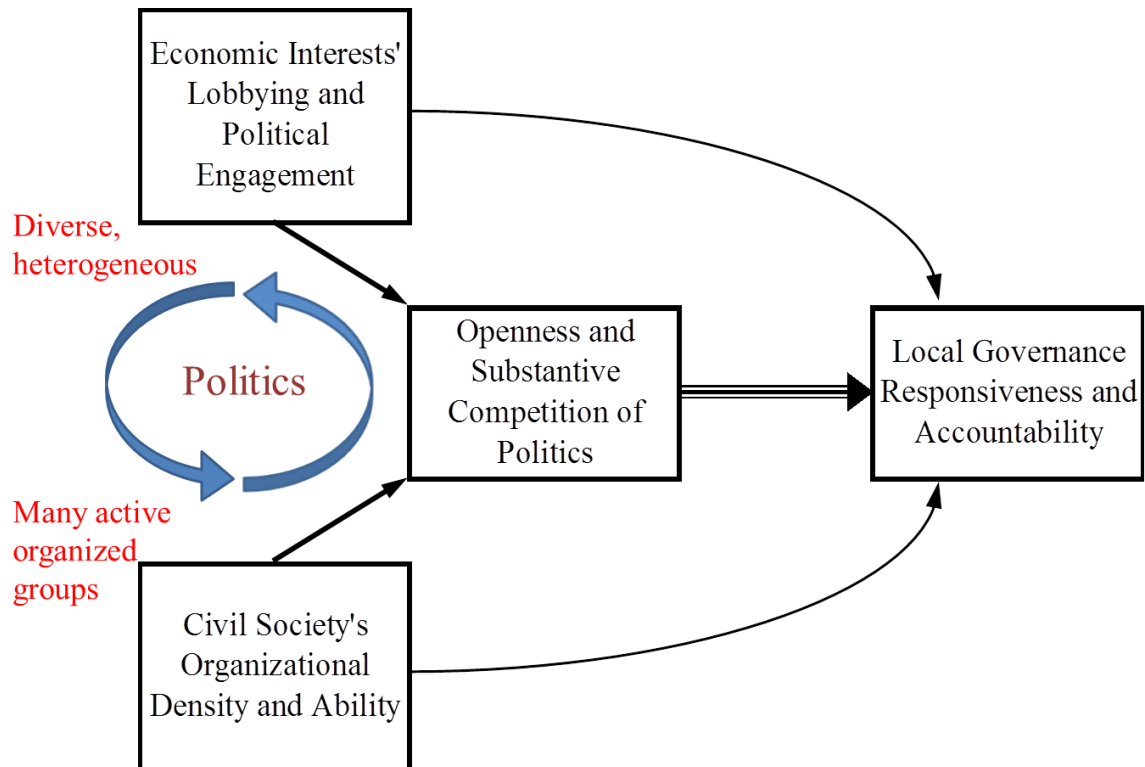 Economic Interests'
Lobbying and
Political
Engagement
Diverse,
heterogeneous
Politics
Openness and
Substantive
Competition of
Politics
Local Governance
Responsiveness and
Accountability
Many active
organized
groups
Civil Society's
Organizational
Density and Ability